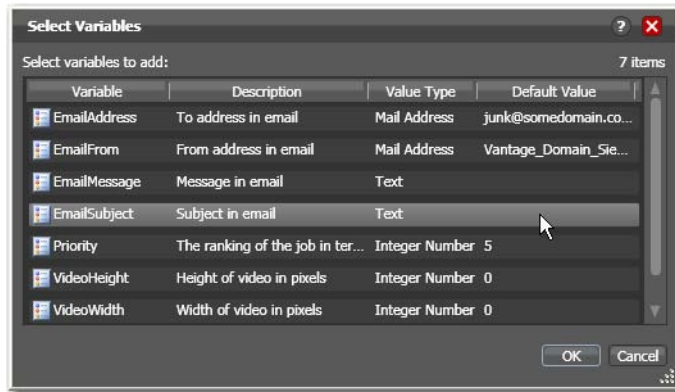 Select Variables
?
Select variables to add: 7 items
Variable Description Value Type Default Value
EmailAddress To address in email Mail Address junk@somedomain.co...
EmailFrom From address in email Mail Address Vantage_Domain_Sie...
EmailMessage Message in email Text
EmailSubject Subject in email Text
Priority The ranking of the job in ter... Integer Number 5
VideoHeight Height of video in pixels Integer Number 0
VideoWidth Width of video in pixels Integer Number 0
OK Cancel